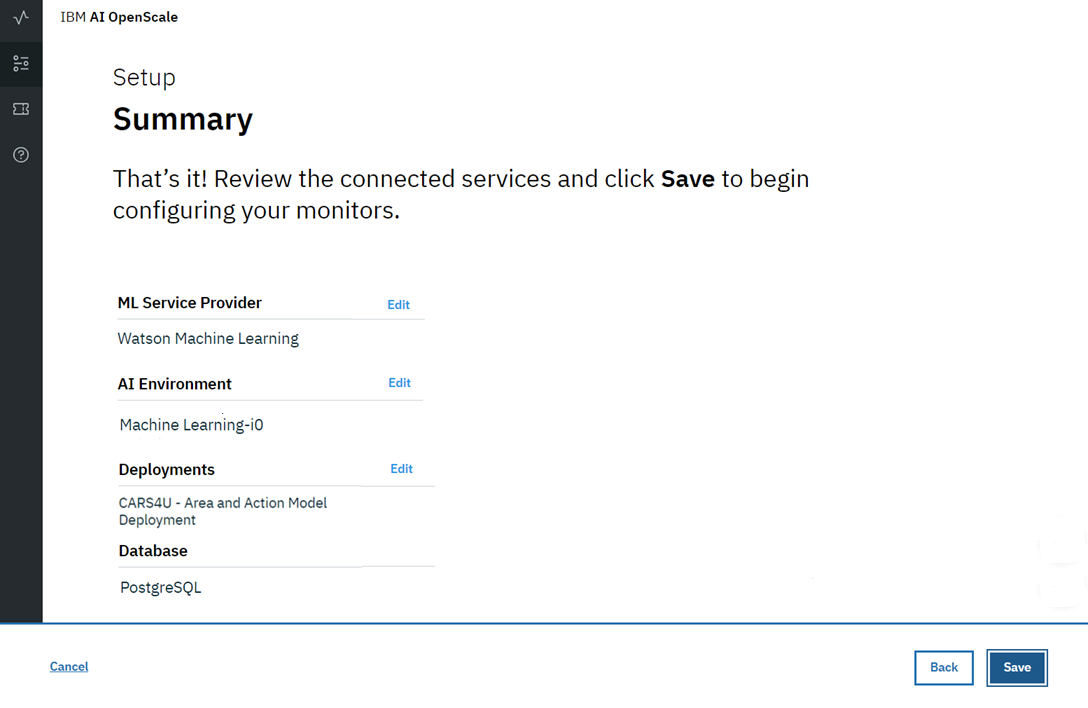 IBM AI OpenScale
Setup
Summary
That’s it! Review the connected services and click Save to begin
configuring your monitors.
ML Service Provider Edit
Watson Machine Learning
AI Environment Edit
Machine Learning-i0
Deployments Edit
CARS4U - Area and Action Model
Deployment
Database
PostgreSQL
Cancel Back Save